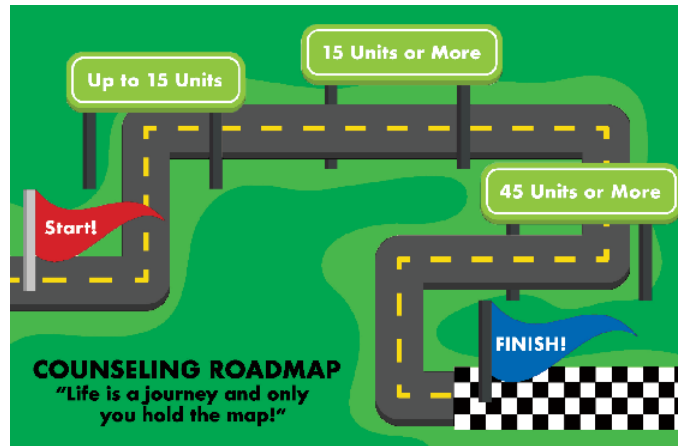 15 Units or More
Up to 15 Units
45 Units or More
Start!
FINISH!
COUNSELING ROADMAP
"Life is a journey and only
you hold the map!"